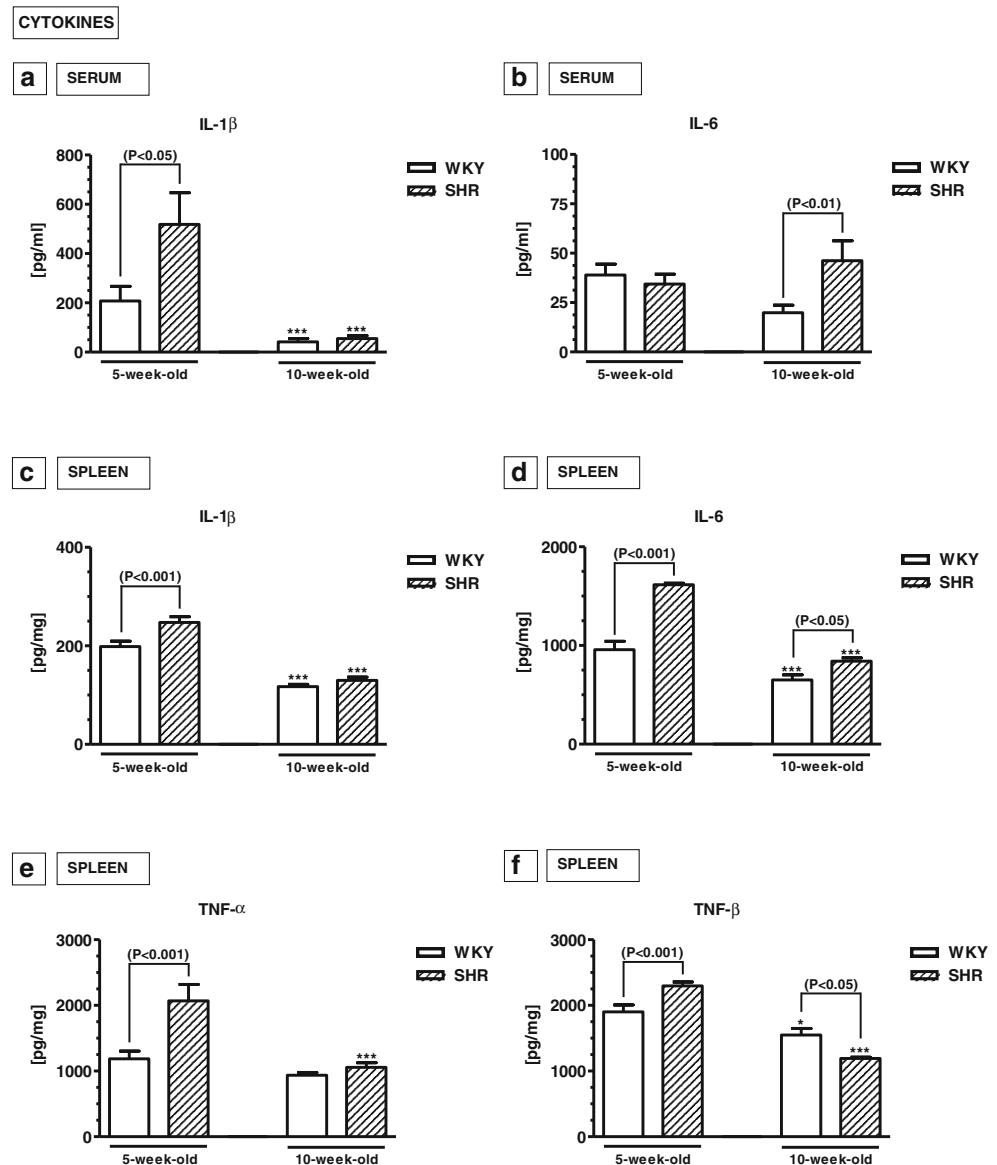 CYTOKINES
a SERUM
IL-1β
[pg/ml]
800
600
400
200
0
(P<0.05)
*** ***
5-week-old 10-week-old
WKY
SHR
b SERUM
IL-6
[pg/ml]
100
75
50
25
0
(P<0.01)
5-week-old 10-week-old
WKY
SHR
c SPLEEN
IL-1β
[pg/mg]
400
200
0
(P<0.001)
*** ***
5-week-old 10-week-old
WKY
SHR
d SPLEEN
IL-6
[pg/mg]
2000
1000
0
(P<0.001)
(P<0.05)
*** ***
5-week-old 10-week-old
WKY
SHR
e SPLEEN
TNF-α
[pg/mg]
3000
2000
1000
0
(P<0.001)
***
5-week-old 10-week-old
WKY
SHR
f SPLEEN
TNF-β
[pg/mg]
3000
2000
1000
0
(P<0.001)
(P<0.05)
* ***
5-week-old 10-week-old
WKY
SHR